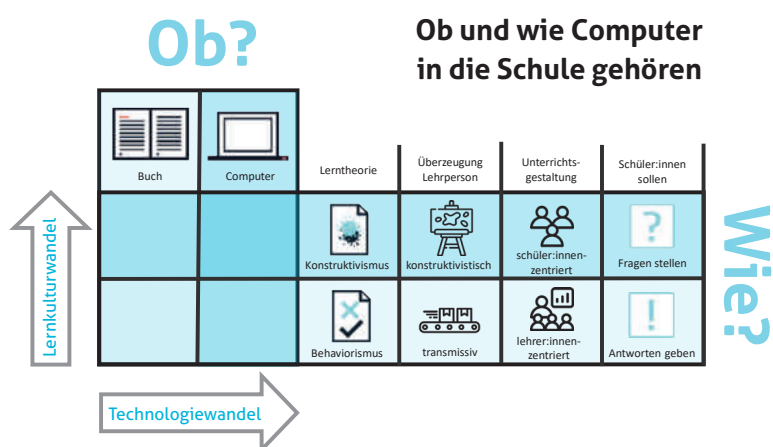 Ob?
Ob und wie Computer
in die Schule gehören
Buch
Computer
Lerntheorie
Überzeugung
Lehrperson
Unterrichts-
gestaltung
Schüler:innen
sollen
Lernkulturwandel
Konstruktivismus
konstruktivistisch
schüler:innen-
zentriert
?
Fragen stellen
Wie?
Behaviorismus
transmissiv
lehrer:innen-
zentriert
!
Antworten geben
Technologiewandel